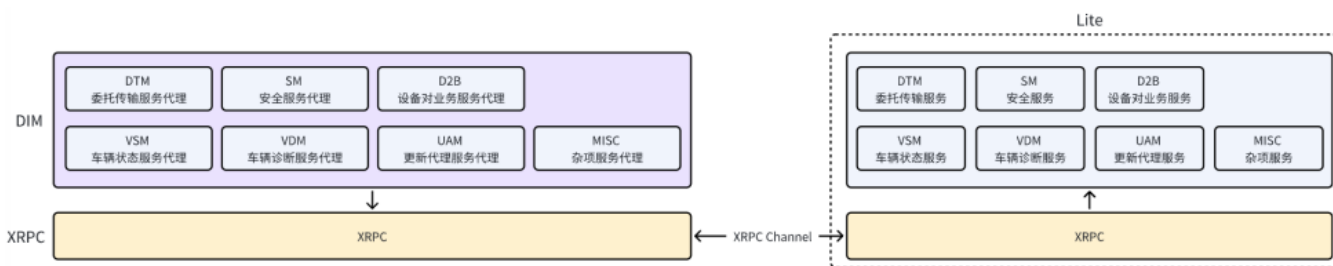 Lite
DIM
DTM
委托传输服务代理
SM
安全服务代理
D2B
设备对业务服务代理
VSM
车辆状态服务代理
VDM
车辆诊断服务代理
UAM
更新代理服务代理
MISC
杂项服务代理
DTM
委托传输服务
SM
安全服务
D2B
设备对业务服务
VSM
车辆状态服务
VDM
车辆诊断服务
UAM
更新代理服务
MISC
杂项服务
XRPC
XRPC
XRPC Channel
XRPC